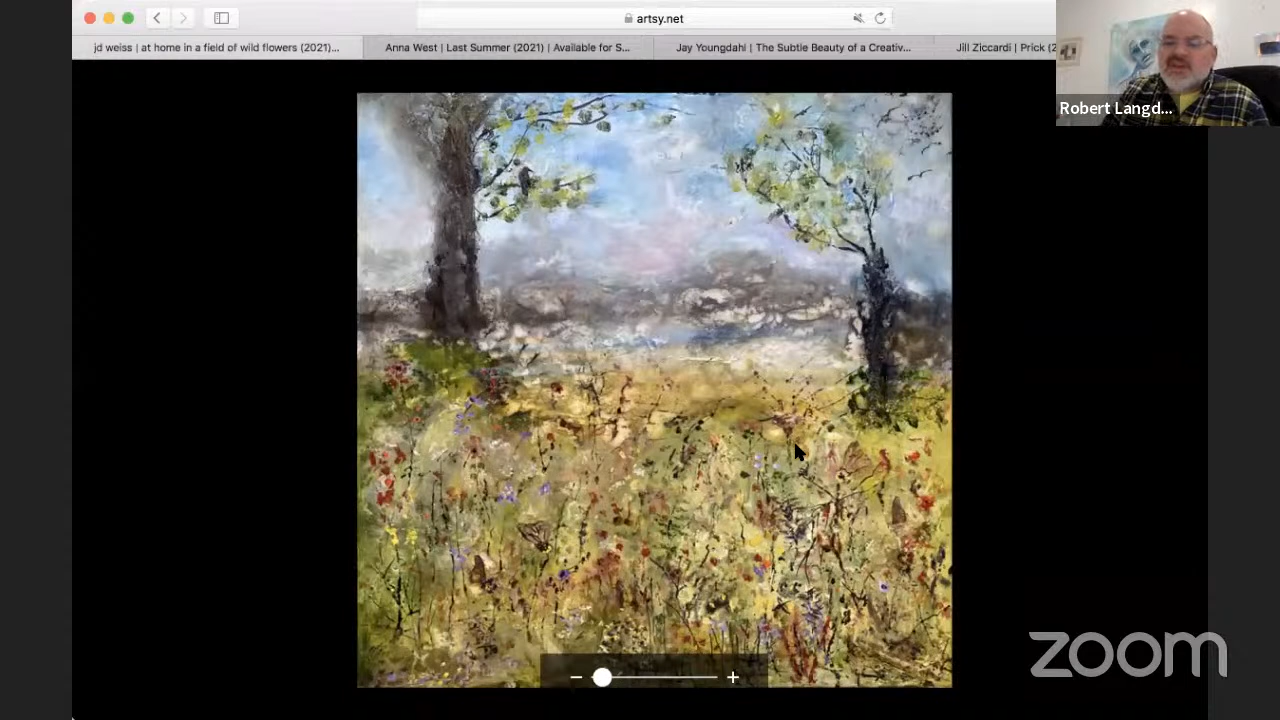 artsy.net
jd weiss | at home in a field of wild flowers (2021)...
Anna West | Last Summer (2021) | Available for S...
Jay Youngdahl | The Subtle Beauty of a Creativ...
Jill Ziccardi | Prick (2
Robert Langd...
zoom